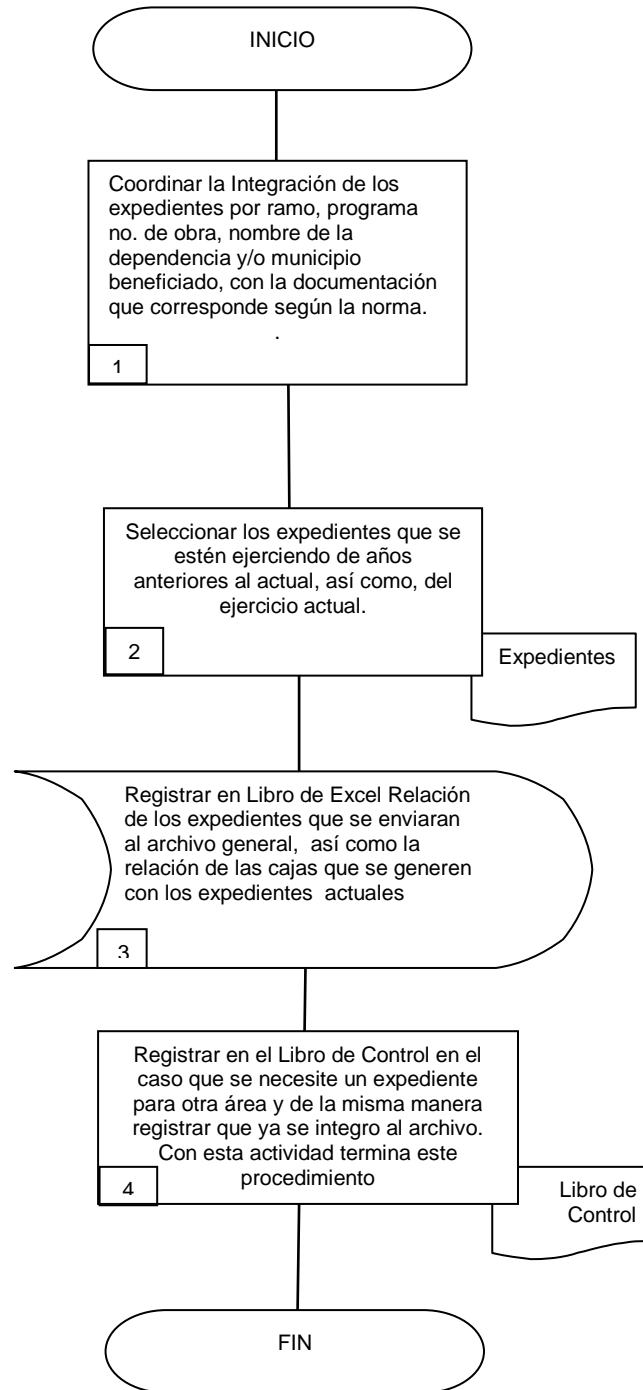 INICIO
Coordinar la Integración de los
expedientes por ramo, programa
no. de obra, nombre de la
dependencia y/o municipio
beneficiado, con la documentación
que corresponde según la norma.
.
1
Seleccionar los expedientes que se
estén ejerciendo de años
anteriores al actual, así como, del
ejercicio actual.
2
Expedientes
Registrar en Libro de Excel Relación
de los expedientes que se enviaran
al archivo general, así como la
relación de las cajas que se generen
con los expedientes actuales
3
Registrar en el Libro de Control en el
caso que se necesite un expediente
para otra área y de la misma manera
registrar que ya se integro al archivo.
Con esta actividad termina este
procedimiento
4
Libro de
Control
FIN